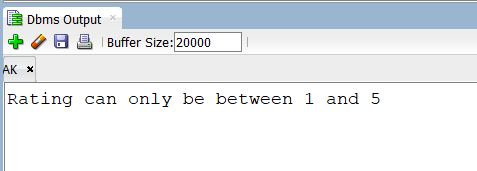 Dbms Output
Buffer Size: 20000
AK
Rating can only be between 1 and 5